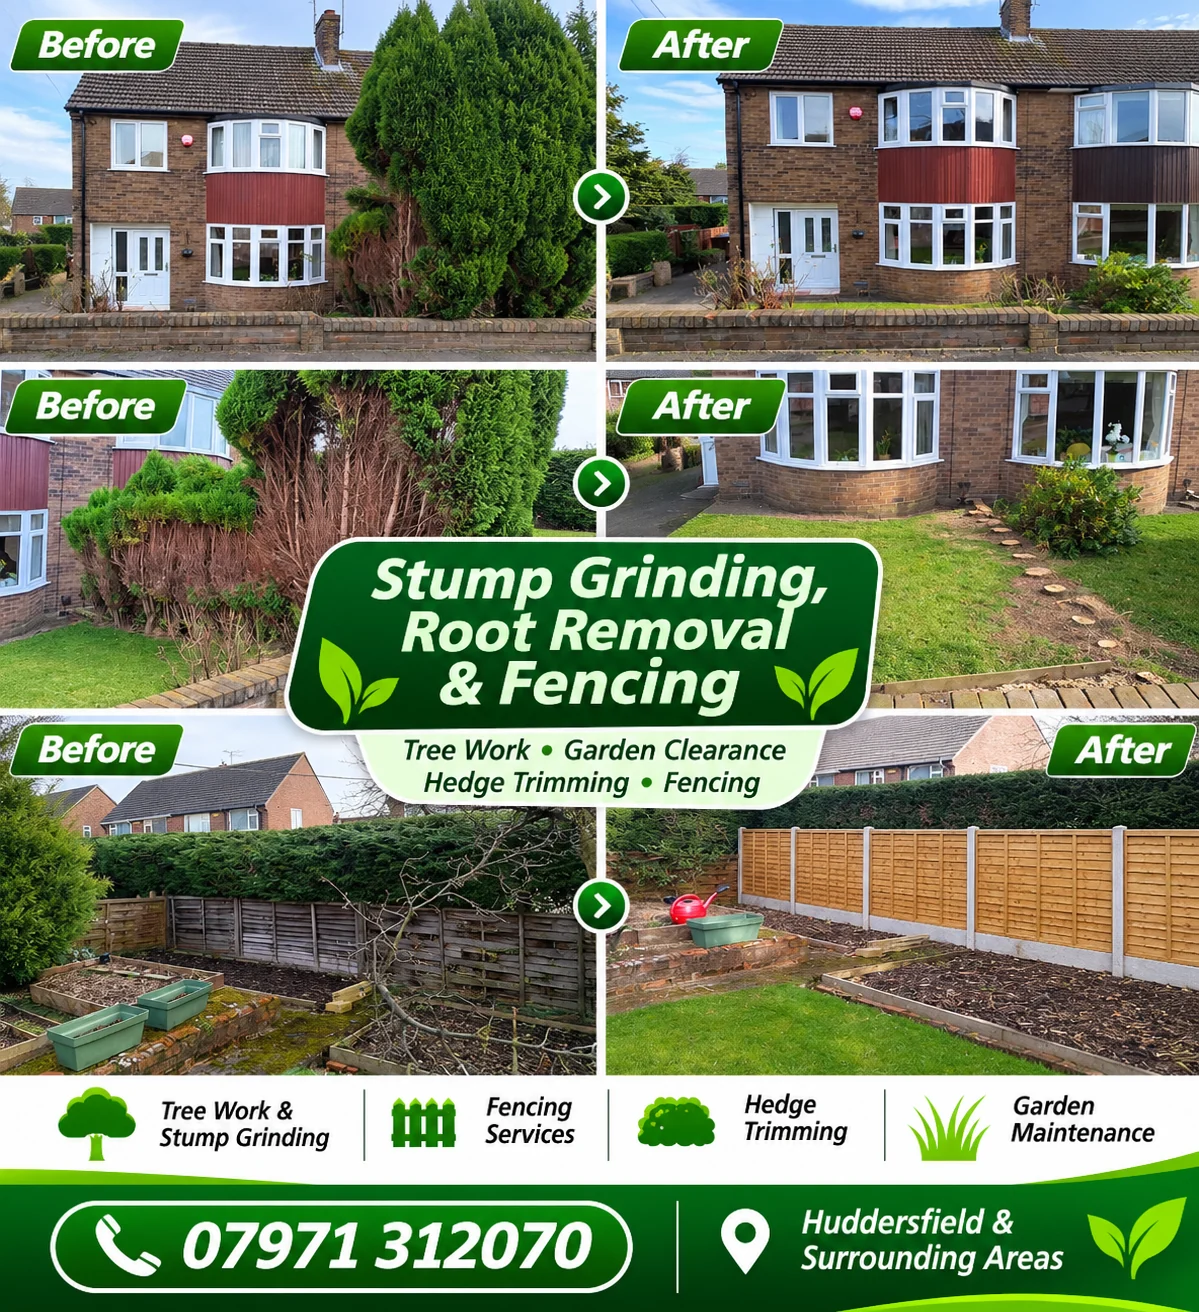 Before
After
Before
After
Stump Grinding,
Root Removal
& Fencing
Tree Work • Garden Clearance
Hedge Trimming • Fencing
Before
After
Tree Work &
Stump Grinding
Fencing
Services
Hedge
Trimming
Garden
Maintenance
07971 312070
Huddersfield &
Surrounding Areas